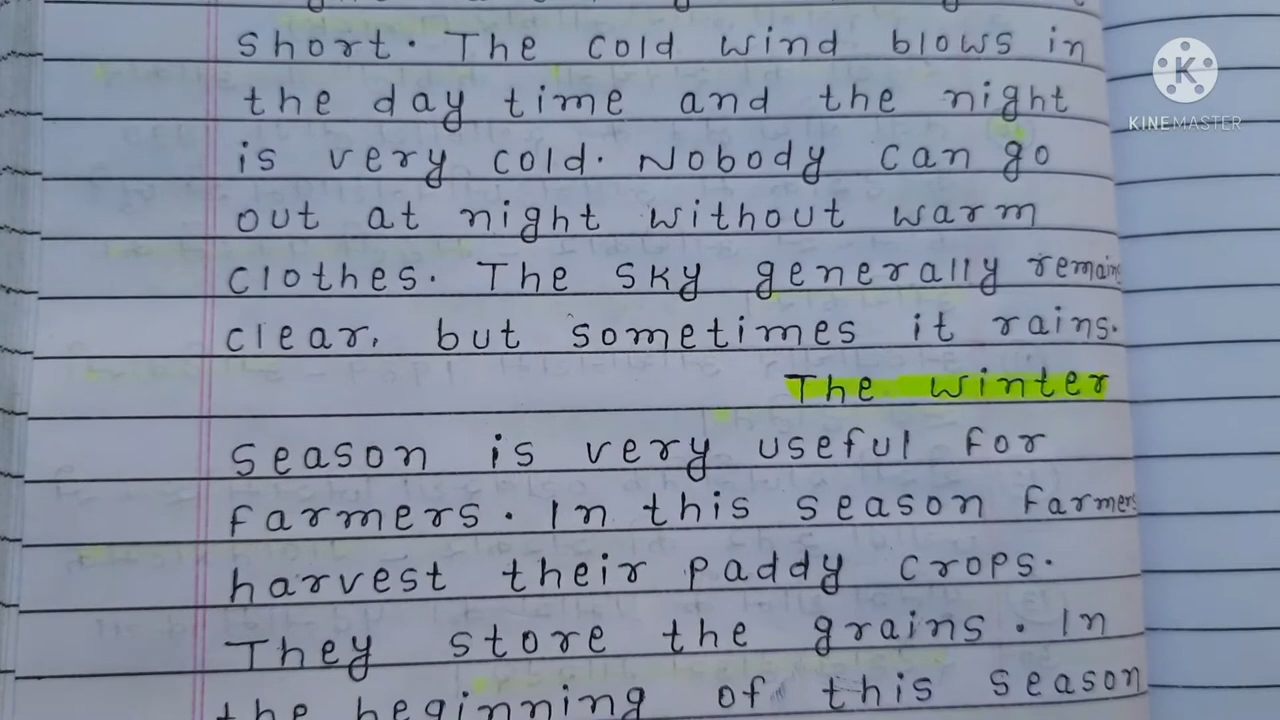 short. The cold wind blows in
the day time and the night
is very cold. Nobody can go
out at night without warm
clothes. The sky generally remains
clear, but sometimes it rains.
The winter
season is very useful for
farmers. In this season farmers
harvest their paddy crops.
They store the grains. In
the beginning of this season
K
KINEMASTER